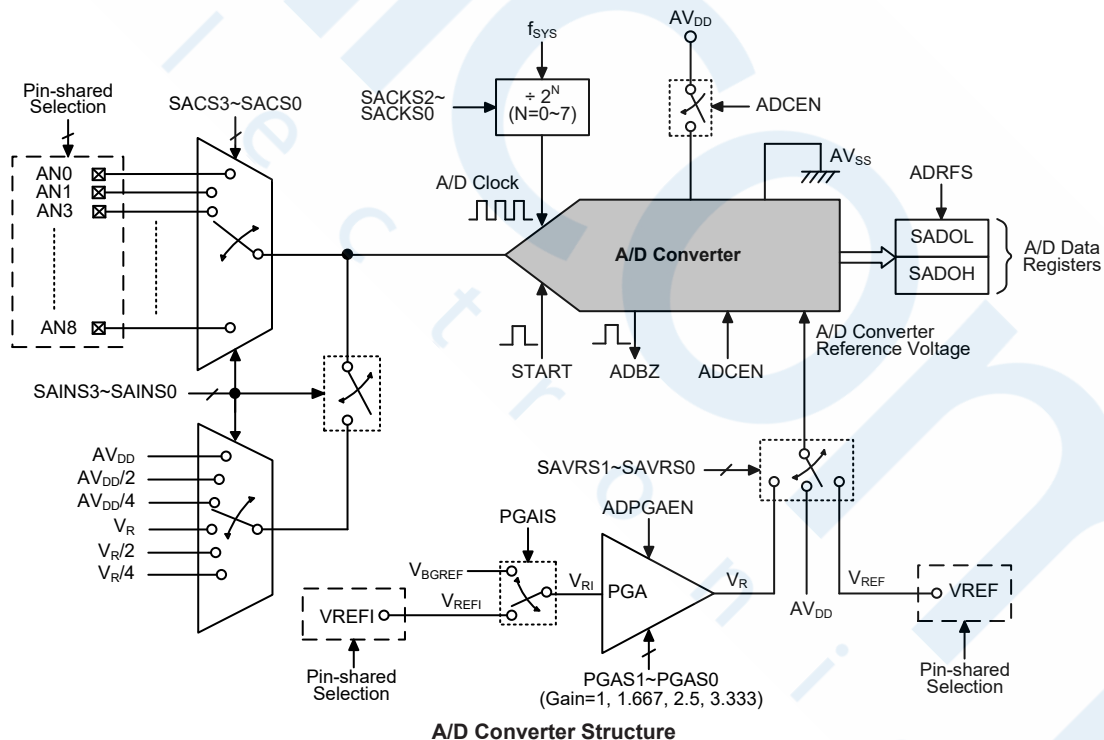 Pin-shared
Selection
SACS3~SACS0
AN0
AN1
AN3
AN8
SAINS3~SAINS0
AV_DD
AV_DD/2
AV_DD/4
V_R
V_R/2
V_R/4
f_SYS
SACKS2~
SACKS0
÷ 2^N
(N=0~7)
A/D Clock
AV_DD
ADCEN
AV_SS
A/D Converter
ADRFS
SADOL
SADOH
A/D Data
Registers
START
ADBZ
ADCEN
A/D Converter
Reference Voltage
SAVRS1~SAVRS0
PGAIS
ADPGAEN
V_BGREF
VREFI
V_REFI
V_RI
PGA
V_R
AV_DD
V_REF
VREF
Pin-shared
Selection
PGAS1~PGAS0
(Gain=1, 1.667, 2.5, 3.333)
Pin-shared
Selection
A/D Converter Structure